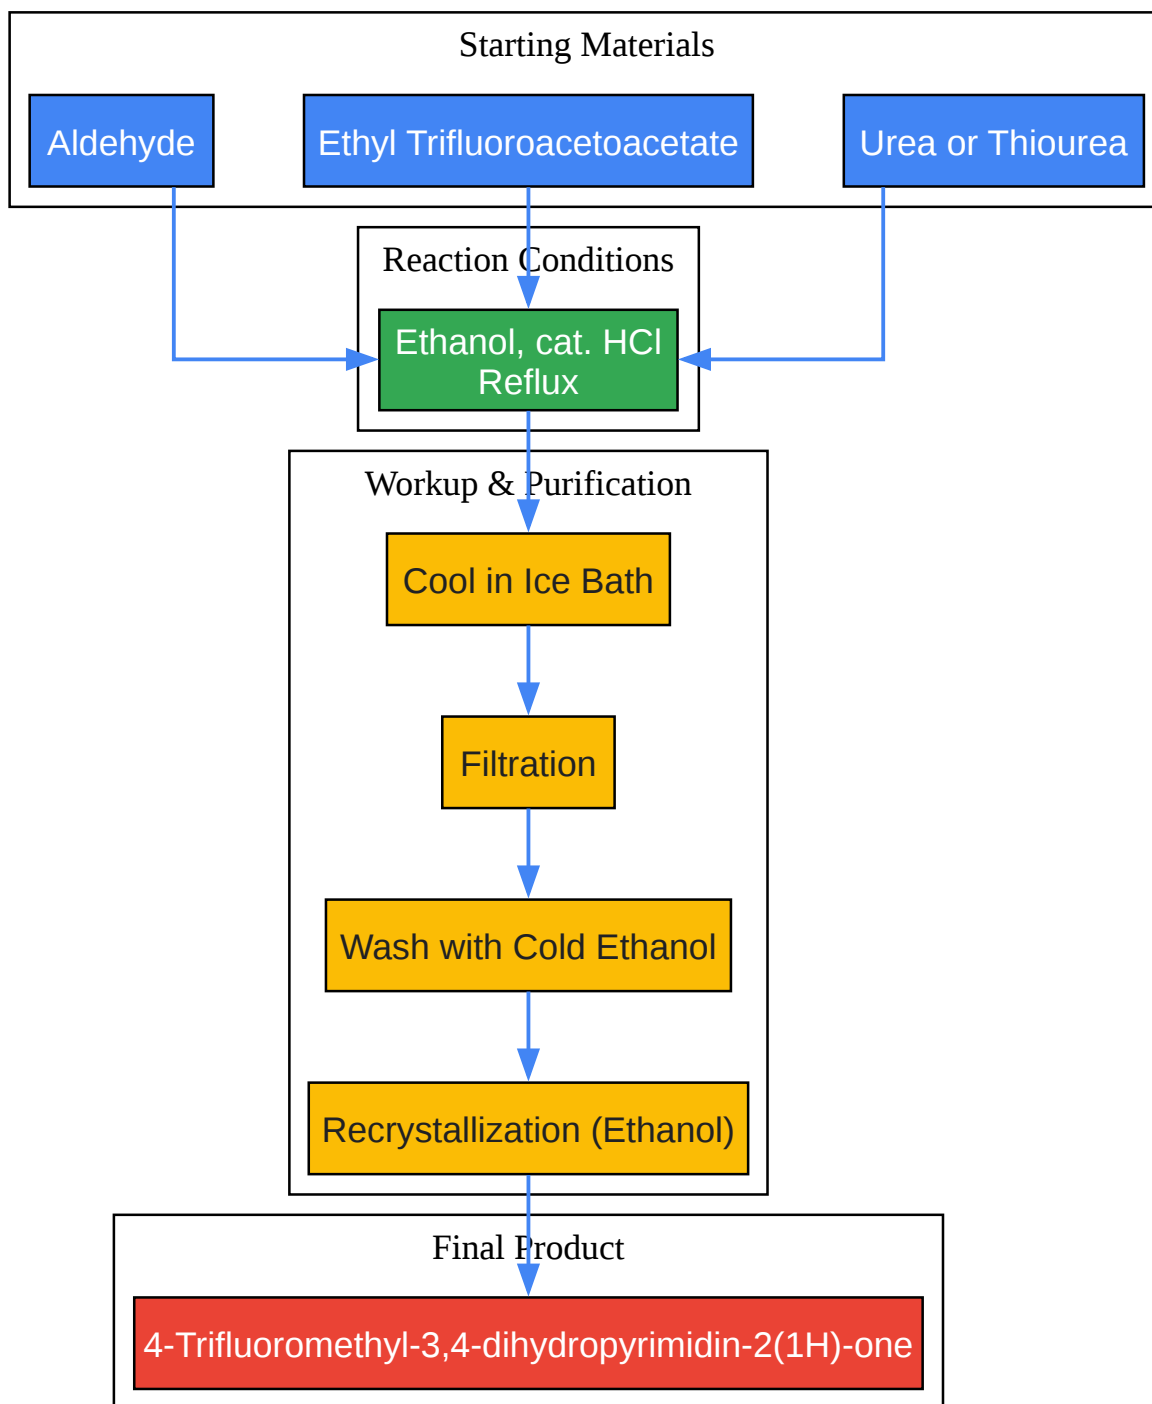 Starting Materials
Aldehyde
Ethyl Trifluoroacetoacetate
Urea or Thiourea
Reaction Conditions
Ethanol, cat. HCl
Reflux
Workup & Purification
Cool in Ice Bath
Filtration
Wash with Cold Ethanol
Recrystallization (Ethanol)
Final Product
4-Trifluoromethyl-3,4-dihydropyrimidin-2(1H)-one